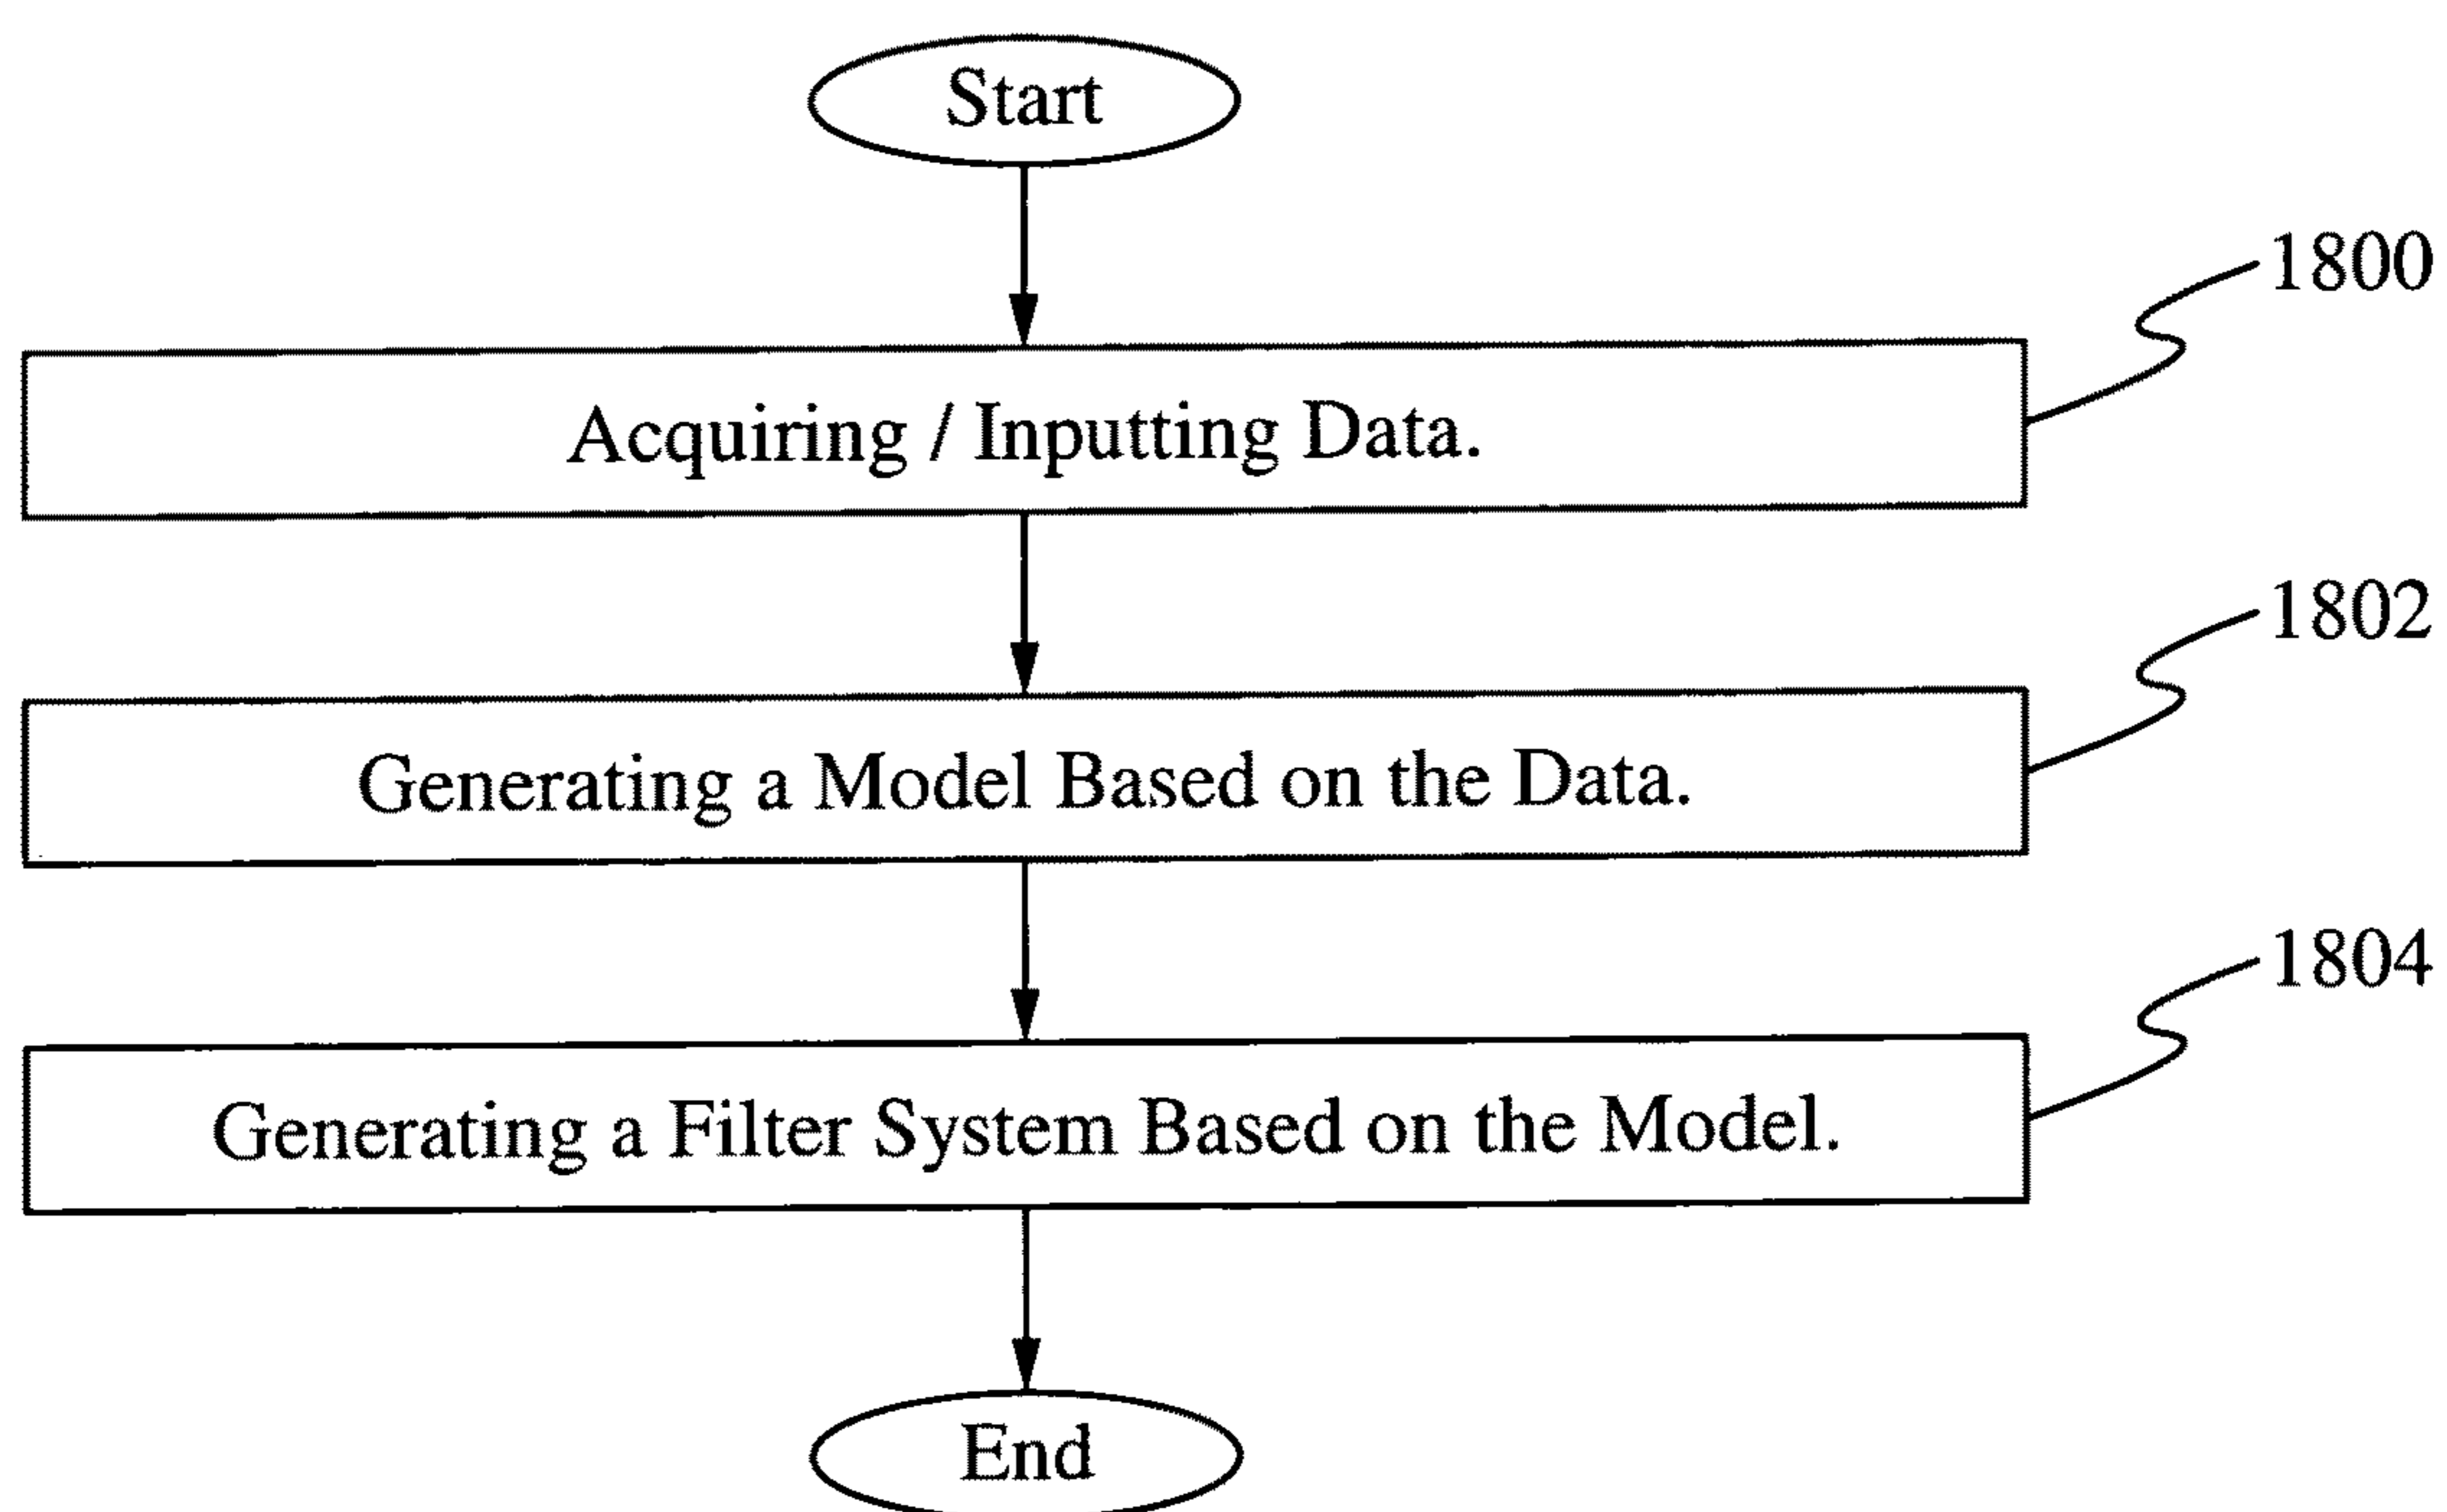 Start
1800
Acquiring / Inputting Data.
1802
Generating a Model Based on the Data.
1804
Generating a Filter System Based on the Model.
End